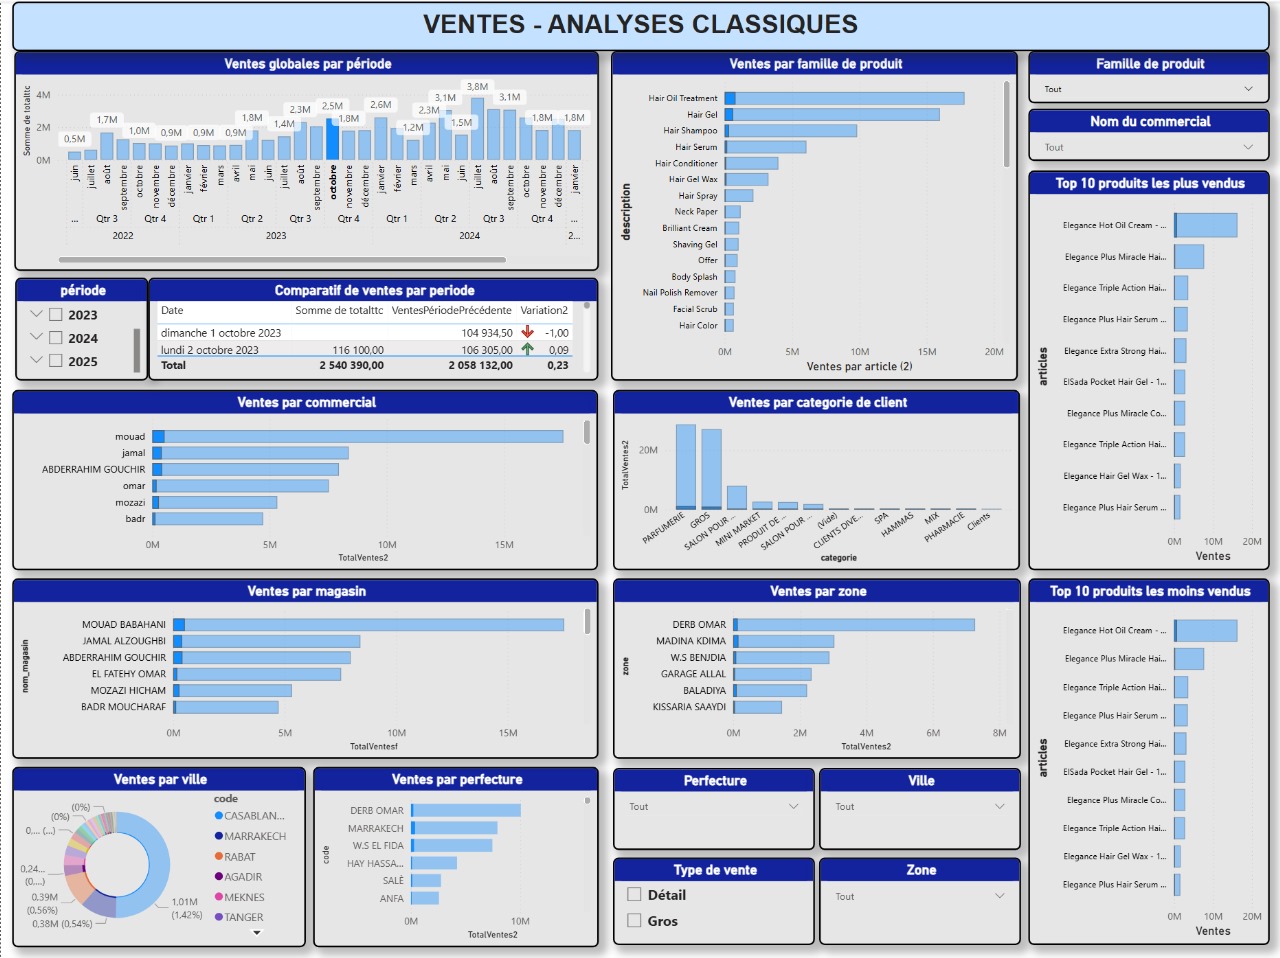 VENTES - ANALYSES CLASSIQUES
Ventes globales par période
Somme de totalttc
4M
2M
0M
0,5M
1,7M
1,0M
0,9M
0,9M
0,9M
1,8M
1,4M
2,3M
2,5M
1,8M
2,6M
1,2M
2,3M
3,1M
1,5M
3,8M
3,1M
1,8M
1,8M
juin
juillet
août
septembre
octobre
novembre
décembre
janvier
février
mars
avril
mai
juin
juillet
août
septembre
octobre
novembre
décembre
janvier
février
mars
avril
mai
juin
juillet
août
septembre
octobre
novembre
décembre
janvier
... Qtr 3 Qtr 4 Qtr 1 Qtr 2 Qtr 3 Qtr 4 Qtr 1 Qtr 2 Qtr 3 Qtr 4 ...
2022 2023 2024 2...
Ventes par famille de produit
description
Hair Oil Treatment
Hair Gel
Hair Shampoo
Hair Serum
Hair Conditioner
Hair Gel Wax
Hair Spray
Neck Paper
Brilliant Cream
Shaving Gel
Offer
Body Splash
Nail Polish Remover
Facial Scrub
Hair Color
0M 5M 10M 15M 20M
Ventes par article (2)
Famille de produit
Tout
Nom du commercial
Tout
Top 10 produits les plus vendus
articles
Elegance Hot Oil Cream - ...
Elegance Plus Miracle Hai...
Elegance Triple Action Hai...
Elegance Plus Hair Serum ...
Elegance Extra Strong Hai...
ElSada Pocket Hair Gel - 1...
Elegance Plus Miracle Co...
Elegance Triple Action Hai...
Elegance Hair Gel Wax - 1...
Elegance Plus Hair Serum ...
0M 10M 20M
Ventes
période
2023
2024
2025
Comparatif de ventes par periode
Date Somme de totalttc VentesPériodePrécédente Variation2
dimanche 1 octobre 2023 104 934,50 -1,00
lundi 2 octobre 2023 116 100,00 106 305,00 0,09
Total 2 540 390,00 2 058 132,00 0,23
Ventes par commercial
mouad
jamal
ABDERRAHIM GOUCHIR
omar
mozazi
badr
0M 5M 10M 15M
TotalVentes2
Ventes par categorie de client
TotalVentes2
20M
0M
PARFUMERIE
GROS
SALON POUR ...
MINI MARKET
PRODUIT DE ...
SALON POUR ...
(Vide)
CLIENTS DIVE...
SPA
HAMMAS
MIX
PHARMACIE
Clients
categorie
Ventes par magasin
nom_magasin
MOUAD BABAHANI
JAMAL ALZOUGHBI
ABDERRAHIM GOUCHIR
EL FATEHY OMAR
MOZAZI HICHAM
BADR MOUCHARAF
0M 5M 10M 15M
TotalVentesf
Ventes par zone
zone
DERB OMAR
MADINA KDIMA
W.S BENJDIA
GARAGE ALLAL
BALADIYA
KISSARIA SAAYDI
0M 2M 4M 6M 8M
TotalVentes2
Top 10 produits les moins vendus
articles
Elegance Hot Oil Cream - ...
Elegance Plus Miracle Hai...
Elegance Triple Action Hai...
Elegance Plus Hair Serum ...
Elegance Extra Strong Hai...
ElSada Pocket Hair Gel - 1...
Elegance Plus Miracle Co...
Elegance Triple Action Hai...
Elegance Hair Gel Wax - 1...
Elegance Plus Hair Serum ...
0M 10M 20M
Ventes
Ventes par ville
(0%)
(0%)
0,... (...)
0,24...
(0,...)
0,39M
(0,56%)
0,38M (0,54%)
1,01M
(1,42%)
code
CASABLAN...
MARRAKECH
RABAT
AGADIR
MEKNES
TANGER
Ventes par perfecture
code
DERB OMAR
MARRAKECH
W.S EL FIDA
HAY HASSA...
SALÉ
ANFA
0M 10M
TotalVentes2
Perfecture
Tout
Ville
Tout
Type de vente
Détail
Gros
Zone
Tout